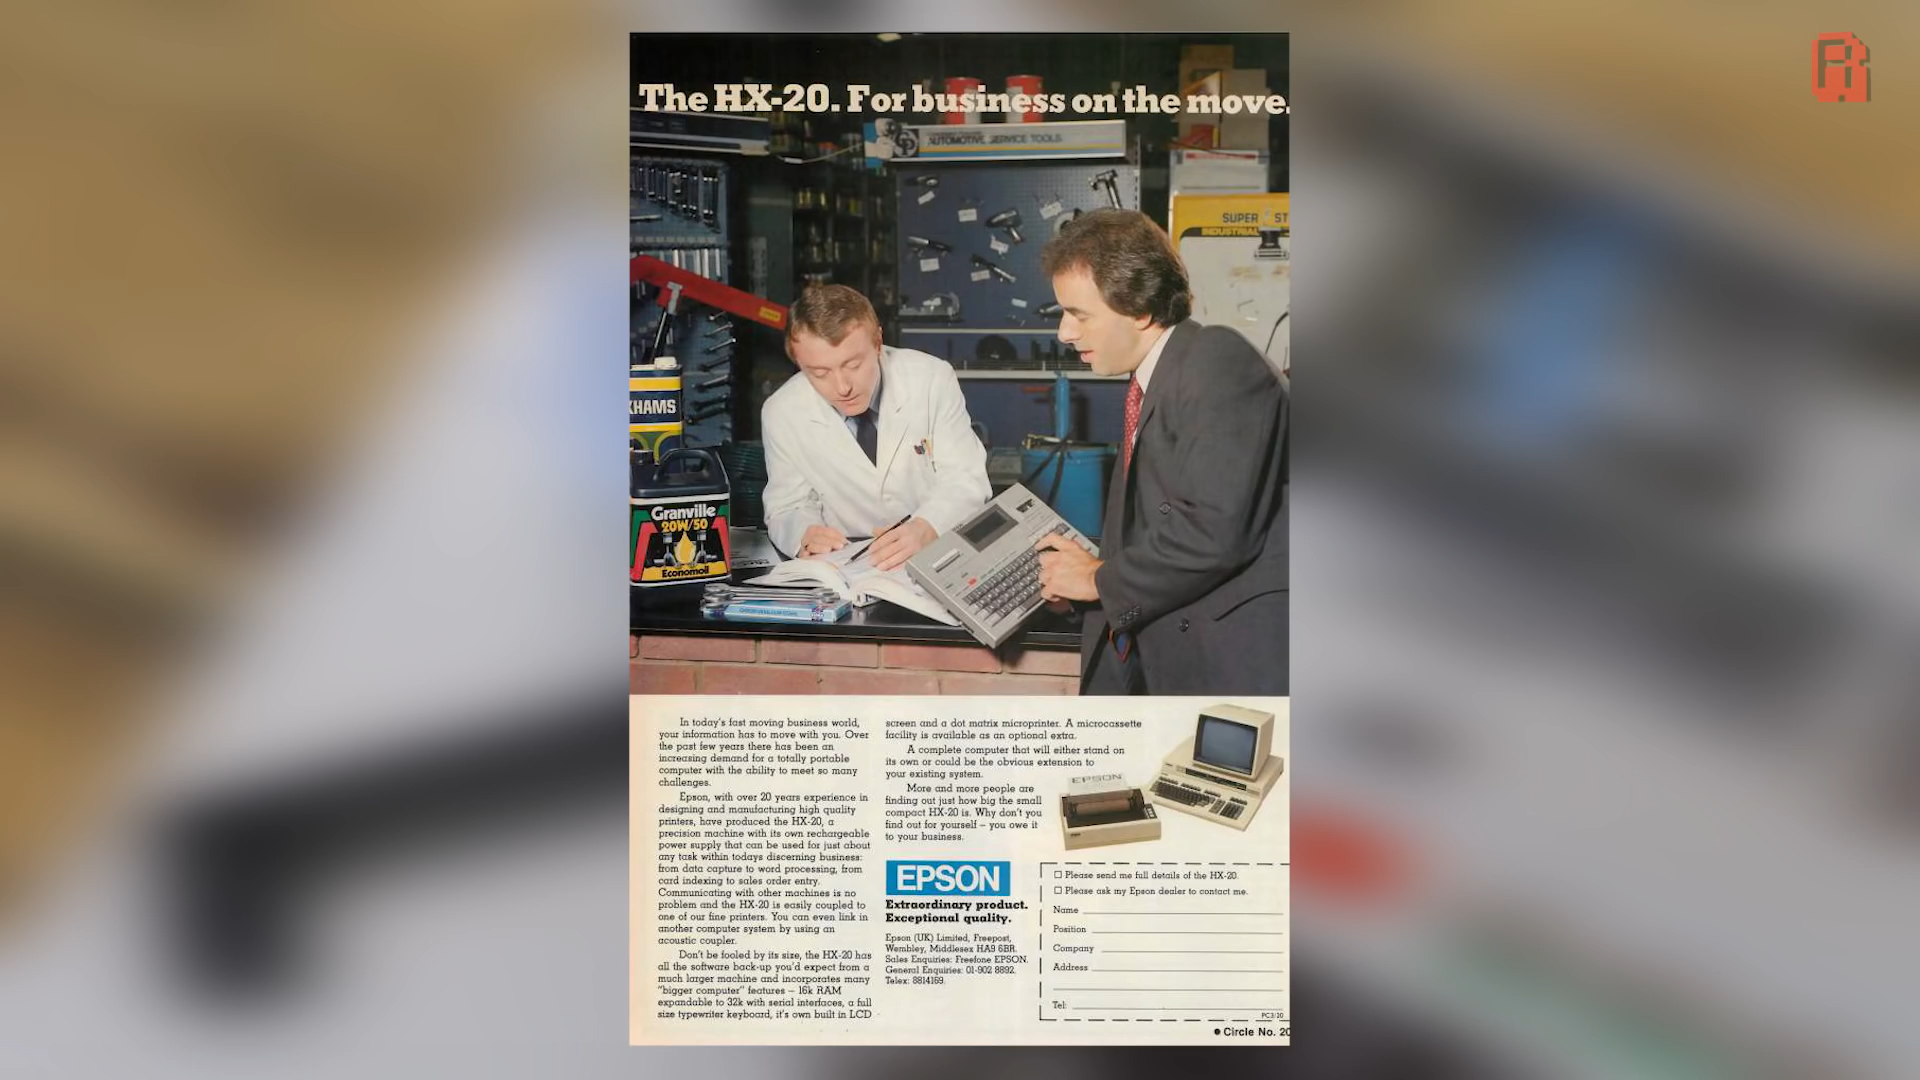 The HX-20. For business on the move.
AUTOMOTIVE SERVICE TOOLS
SUPER ST
INDUSTRIAL
XHAMS
Granville
20W/50
Economoil
In today's fast moving business world,
your information has to move with you. Over
the past few years there has been an
increasing demand for a totally portable
computer with the ability to meet so many
challenges.
Epson, with over 20 years experience in
designing and manufacturing high quality
printers, have produced the HX-20, a
precision machine with its own rechargeable
power supply that can be used for just about
any task within todays discerning business:
from data capture to word processing, from
card indexing to sales order entry.
Communicating with other machines is no
problem and the HX-20 is easily coupled to
one of our fine printers. You can even link in
another computer system by using an
acoustic coupler.
Don't be fooled by its size, the HX-20 has
all the software back-up you'd expect from a
much larger machine and incorporates many
"bigger computer" features – 16k RAM
expandable to 32k with serial interfaces, a full
size typewriter keyboard, it's own built in LCD
screen and a dot matrix microprinter. A microcassette
facility is available as an optional extra.
A complete computer that will either stand on
its own or could be the obvious extension to
your existing system.
More and more people are
finding out just how big the small
compact HX-20 is. Why don't you
find out for yourself – you owe it
to your business.
EPSON
EPSON
Extraordinary product.
Exceptional quality.
Epson (UK) Limited, Freepost,
Wembley, Middlesex HA9 6BR.
Sales Enquiries: Freefone EPSON.
General Enquiries: 01-902 8892.
Telex: 8814169.
Please send me full details of the HX-20.
Please ask my Epson dealer to contact me.
Name
Position
Company
Address
Tel:
PC3/20
● Circle No. 20